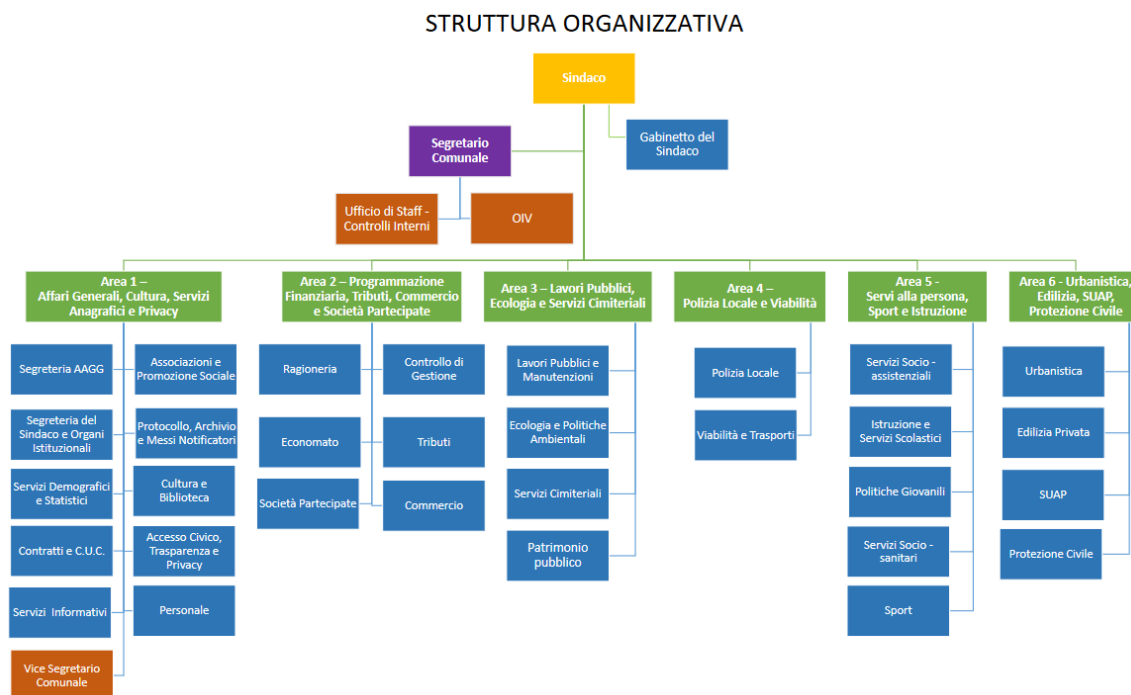 STRUTTURA ORGANIZZATIVA
Sindaco
Gabinetto del
Sindaco
Segretario
Comunale
Ufficio di Staff -
Controlli Interni
OIV
Area 1 –
Affari Generali, Cultura, Servizi
Anagrafici e Privacy
Area 2 – Programmazione
Finanziaria, Tributi, Commercio
e Società Partecipate
Area 3 – Lavori Pubblici,
Ecologia e Servizi Cimiteriali
Area 4 –
Polizia Locale e Viabilità
Area 5 -
Servi alla persona,
Sport e Istruzione
Area 6 - Urbanistica,
Edilizia, SUAP,
Protezione Civile
Segreteria AAGG
Associazioni e
Promozione Sociale
Segreteria del
Sindaco e Organi
Istituzionali
Protocollo, Archivio
e Messi Notificatori
Servizi Demografici
e Statistici
Cultura e
Biblioteca
Contratti e C.U.C.
Accesso Civico,
Trasparenza e
Privacy
Servizi  Informativi
Personale
Vice Segretario
Comunale
Ragioneria
Controllo di
Gestione
Economato
Tributi
Società Partecipate
Commercio
Lavori Pubblici e
Manutenzioni
Ecologia e Politiche
Ambientali
Servizi Cimiteriali
Patrimonio
pubblico
Polizia Locale
Viabilità e Trasporti
Servizi Socio -
assistenziali
Istruzione e
Servizi Scolastici
Politiche Giovanili
Servizi Socio -
sanitari
Sport
Urbanistica
Edilizia Privata
SUAP
Protezione Civile